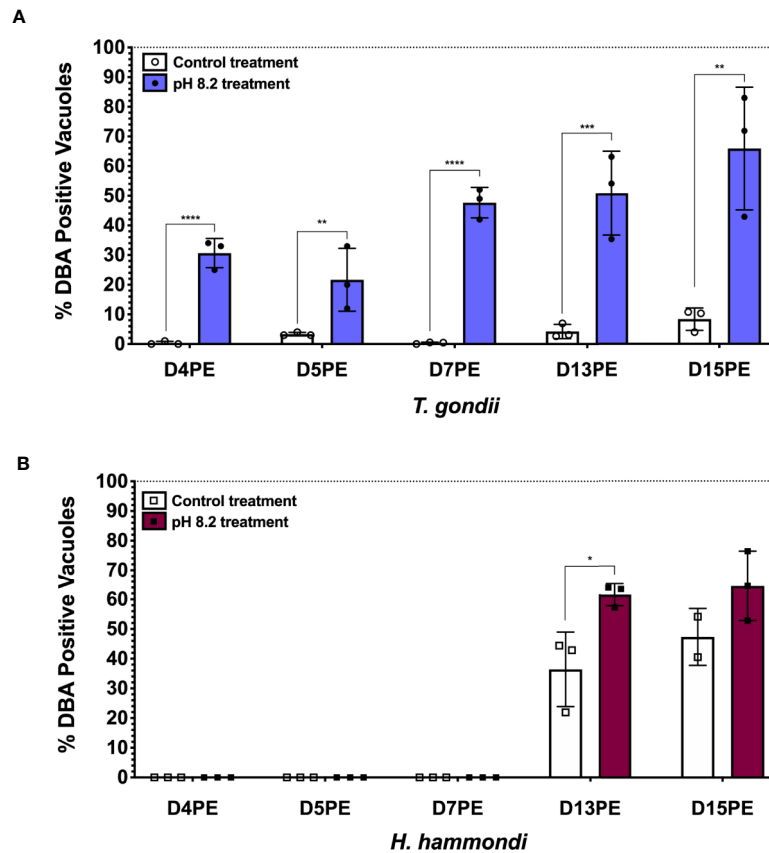 A
Control treatment
pH 8.2 treatment
% DBA Positive Vacuoles
100
90
80
70
60
50
40
30
20
10
0
****
**
****
***
**
D4PE D5PE D7PE D13PE D15PE
T. gondii
B
Control treatment
pH 8.2 treatment
% DBA Positive Vacuoles
100
90
80
70
60
50
40
30
20
10
0
*
D4PE D5PE D7PE D13PE D15PE
H. hammondi